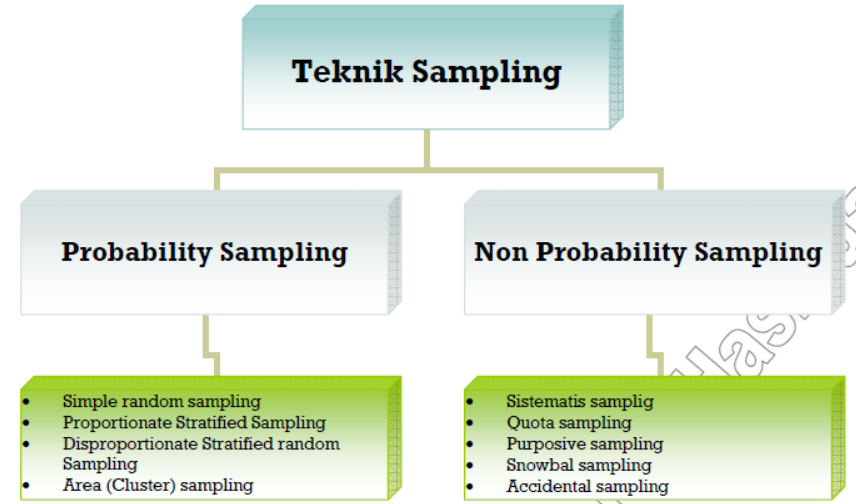 Teknik Sampling
Probability Sampling
Non Probability Sampling
• Simple random sampling
• Proportionate Stratified Sampling
• Disproportionate Stratified random
Sampling
• Area (Cluster) sampling
• Sistematis samplig
• Quota sampling
• Purposive sampling
• Snowbal sampling
• Accidental sampling